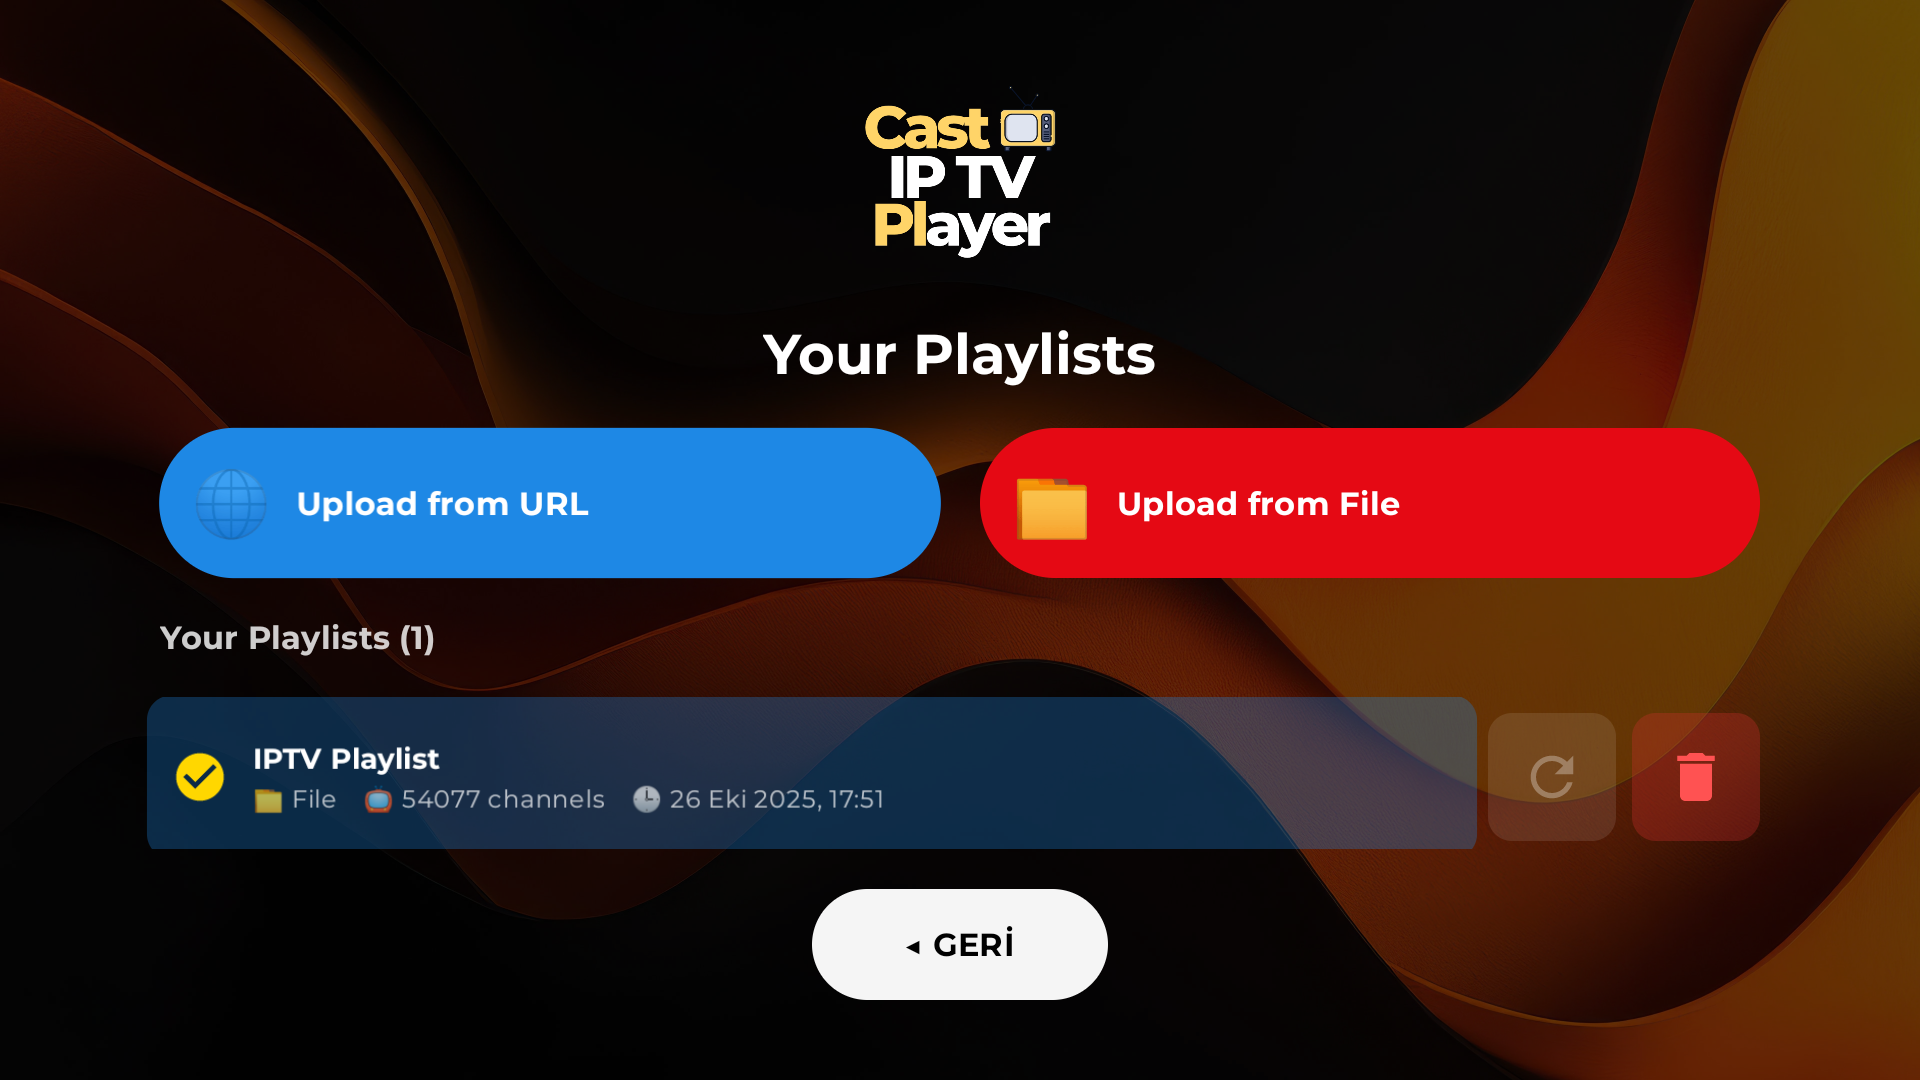 Cast
IP TV
Player
Your Playlists
Upload from URL
Upload from File
Your Playlists (1)
IPTV Playlist
File 54077 channels 26 Eki 2025, 17:51
◂ GERİ